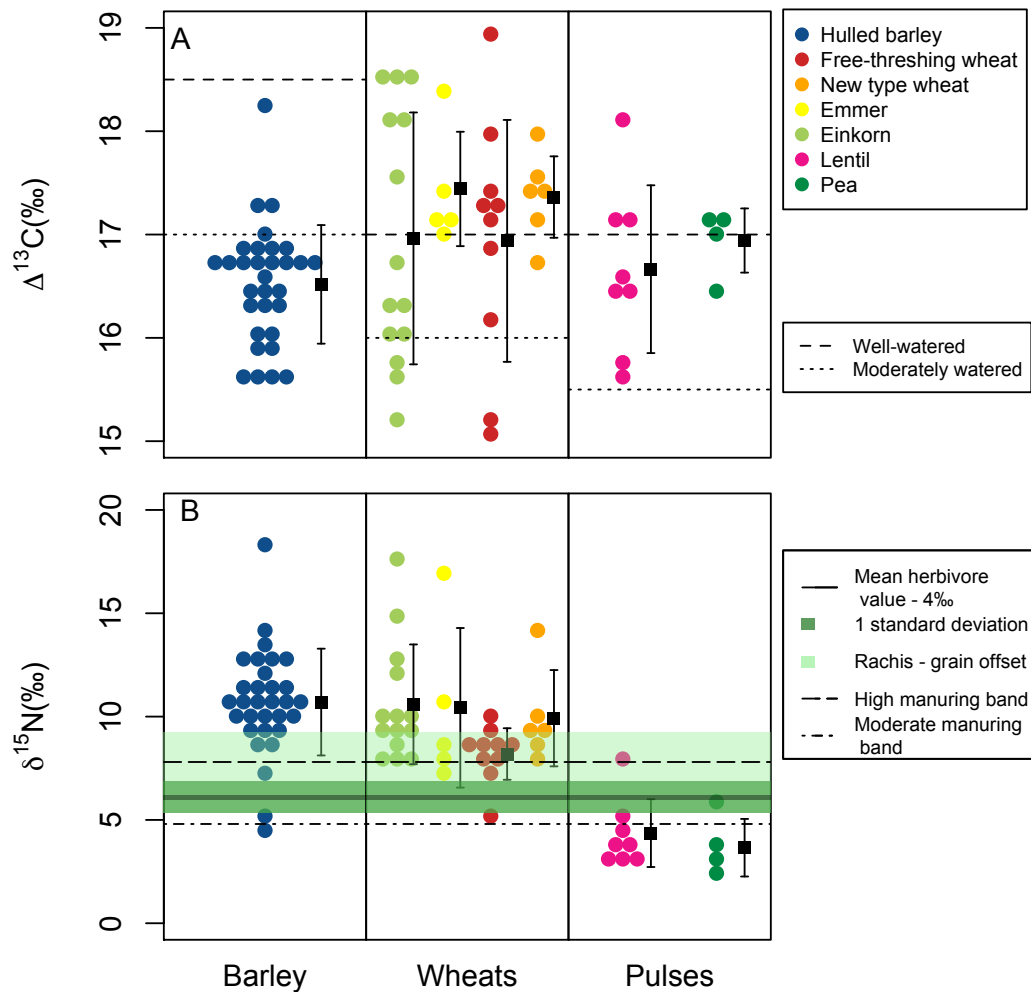 A
19
18
17
16
15
Δ13C(‰)
Hulled barley
Free-threshing wheat
New type wheat
Emmer
Einkorn
Lentil
Pea
Well-watered
Moderately watered
B
20
15
10
5
0
δ15N(‰)
Mean herbivore
value - 4‰
1 standard deviation
Rachis - grain offset
High manuring band
Moderate manuring
band
Barley Wheats Pulses